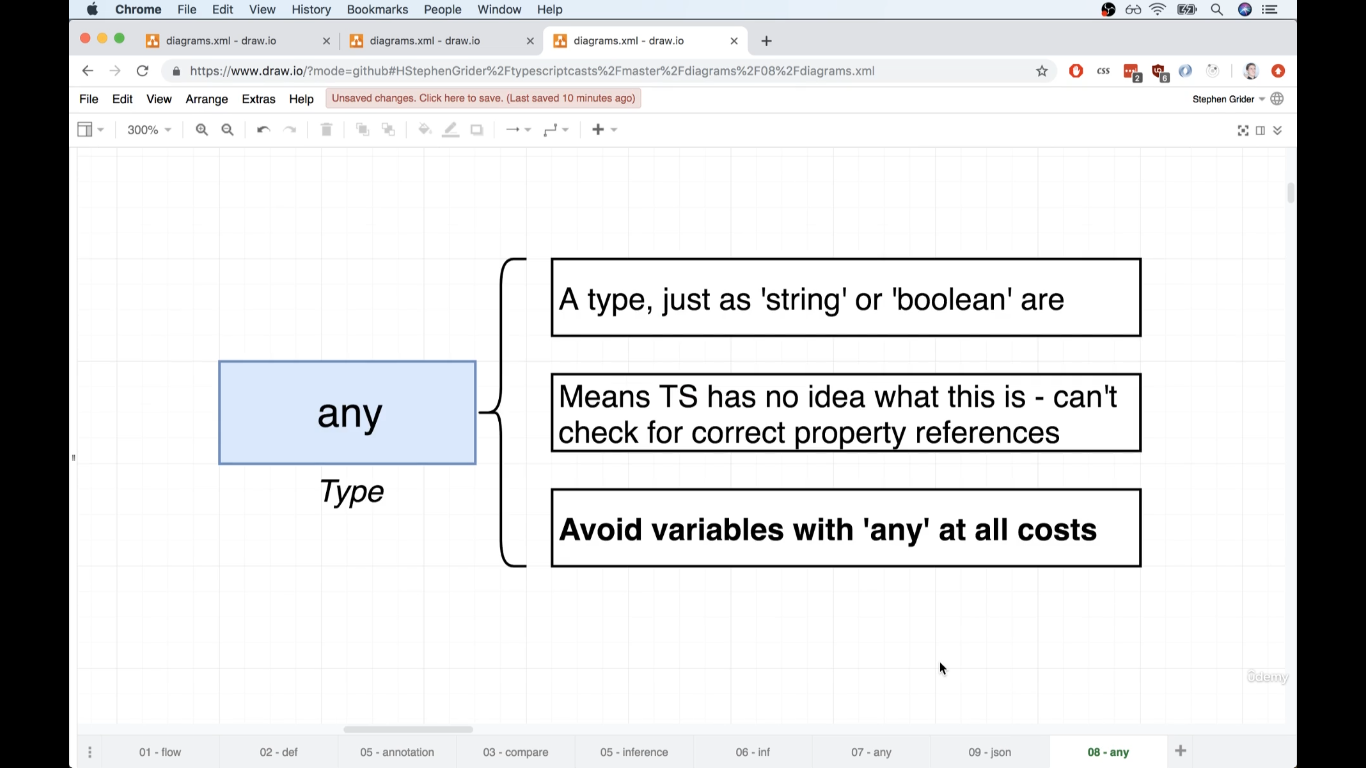 Chrome File Edit View History Bookmarks People Window Help
diagrams.xml - draw.io diagrams.xml - draw.io diagrams.xml - draw.io
https://www.draw.io/?mode=github#HStephenGrider%2Ftypescriptcasts%2Fmaster%2Fdiagrams%2F08%2Fdiagrams.xml
css 2 6
File Edit View Arrange Extras Help Unsaved changes. Click here to save. (Last saved 10 minutes ago) Stephen Grider
300%
A type, just as 'string' or 'boolean' are
any
Type
Means TS has no idea what this is - can't
check for correct property references
Avoid variables with 'any' at all costs
ûdemy
01 - flow 02 - def 05 - annotation 03 - compare 05 - inference 06 - inf 07 - any 09 - json 08 - any